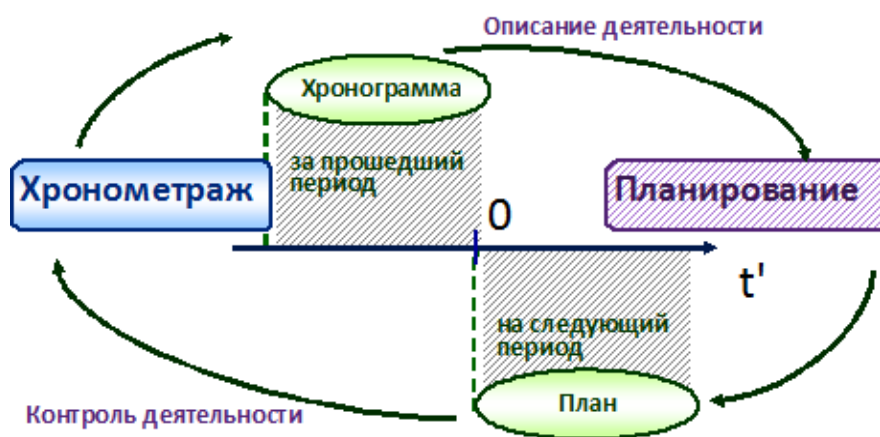 Описание деятельности
Хронограмма
за прошедший
период
Хронометраж
Планирование
0
t'
на следующий
период
План
Контроль деятельности